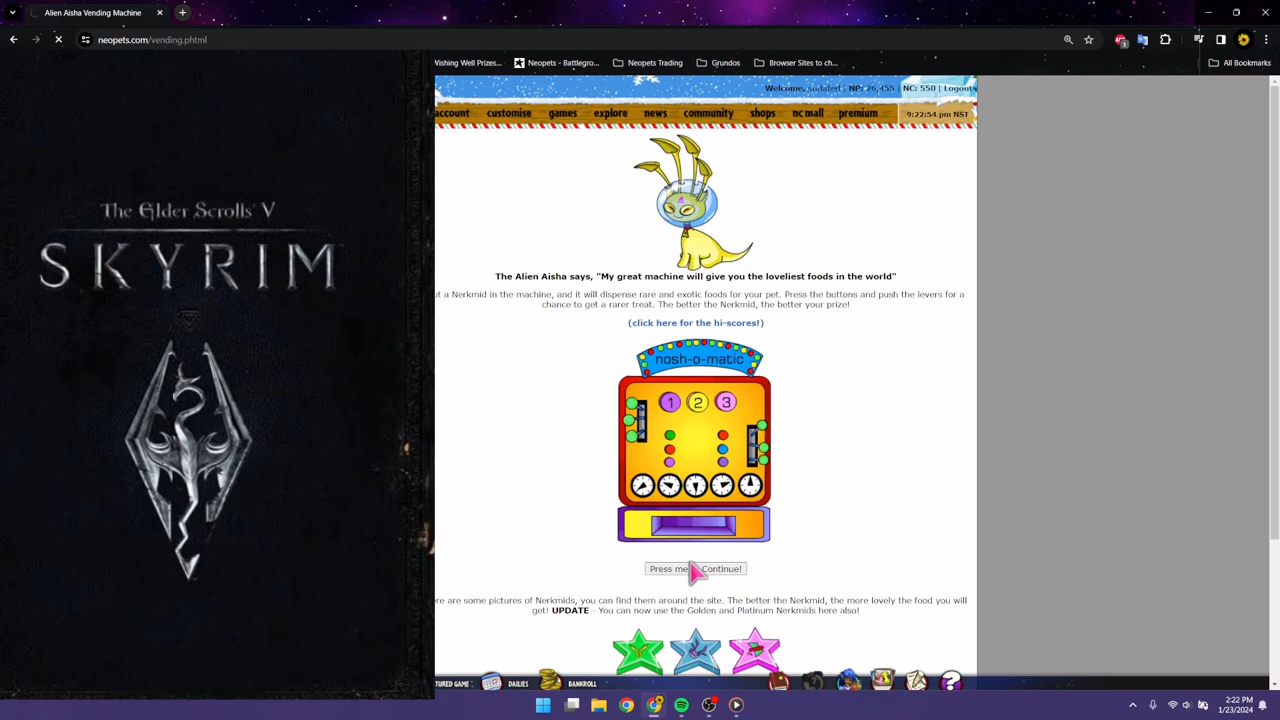 Alien Aisha Vending Machine
neopets.com/vending.phtml
Wishing Well Prizes... Neopets - Battlegro... Neopets Trading Grundos Browser Sites to ch... All Bookmarks
Welcome, sudated | NP: 26,455 | NC: 550 | Logout
account customise games explore news community shops nc mall premium 9:22:54 pm NST
The Elder Scrolls V
SKYRIM
The Alien Aisha says, "My great machine will give you the loveliest foods in the world"
ut a Nerkmid in the machine, and it will dispense rare and exotic foods for your pet. Press the buttons and push the levers for a
chance to get a rarer treat. The better the Nerkmid, the better your prize!
(click here for the hi-scores!)
nosh-o-matic
1 2 3
Press me Continue!
ere are some pictures of Nerkmids, you can find them around the site. The better the Nerkmid, the more lovely the food you will
get! UPDATE - You can now use the Golden and Platinum Nerkmids here also!
TURED GAME DAILIES BANKROLL ?
2:22 PM
1/23/2024